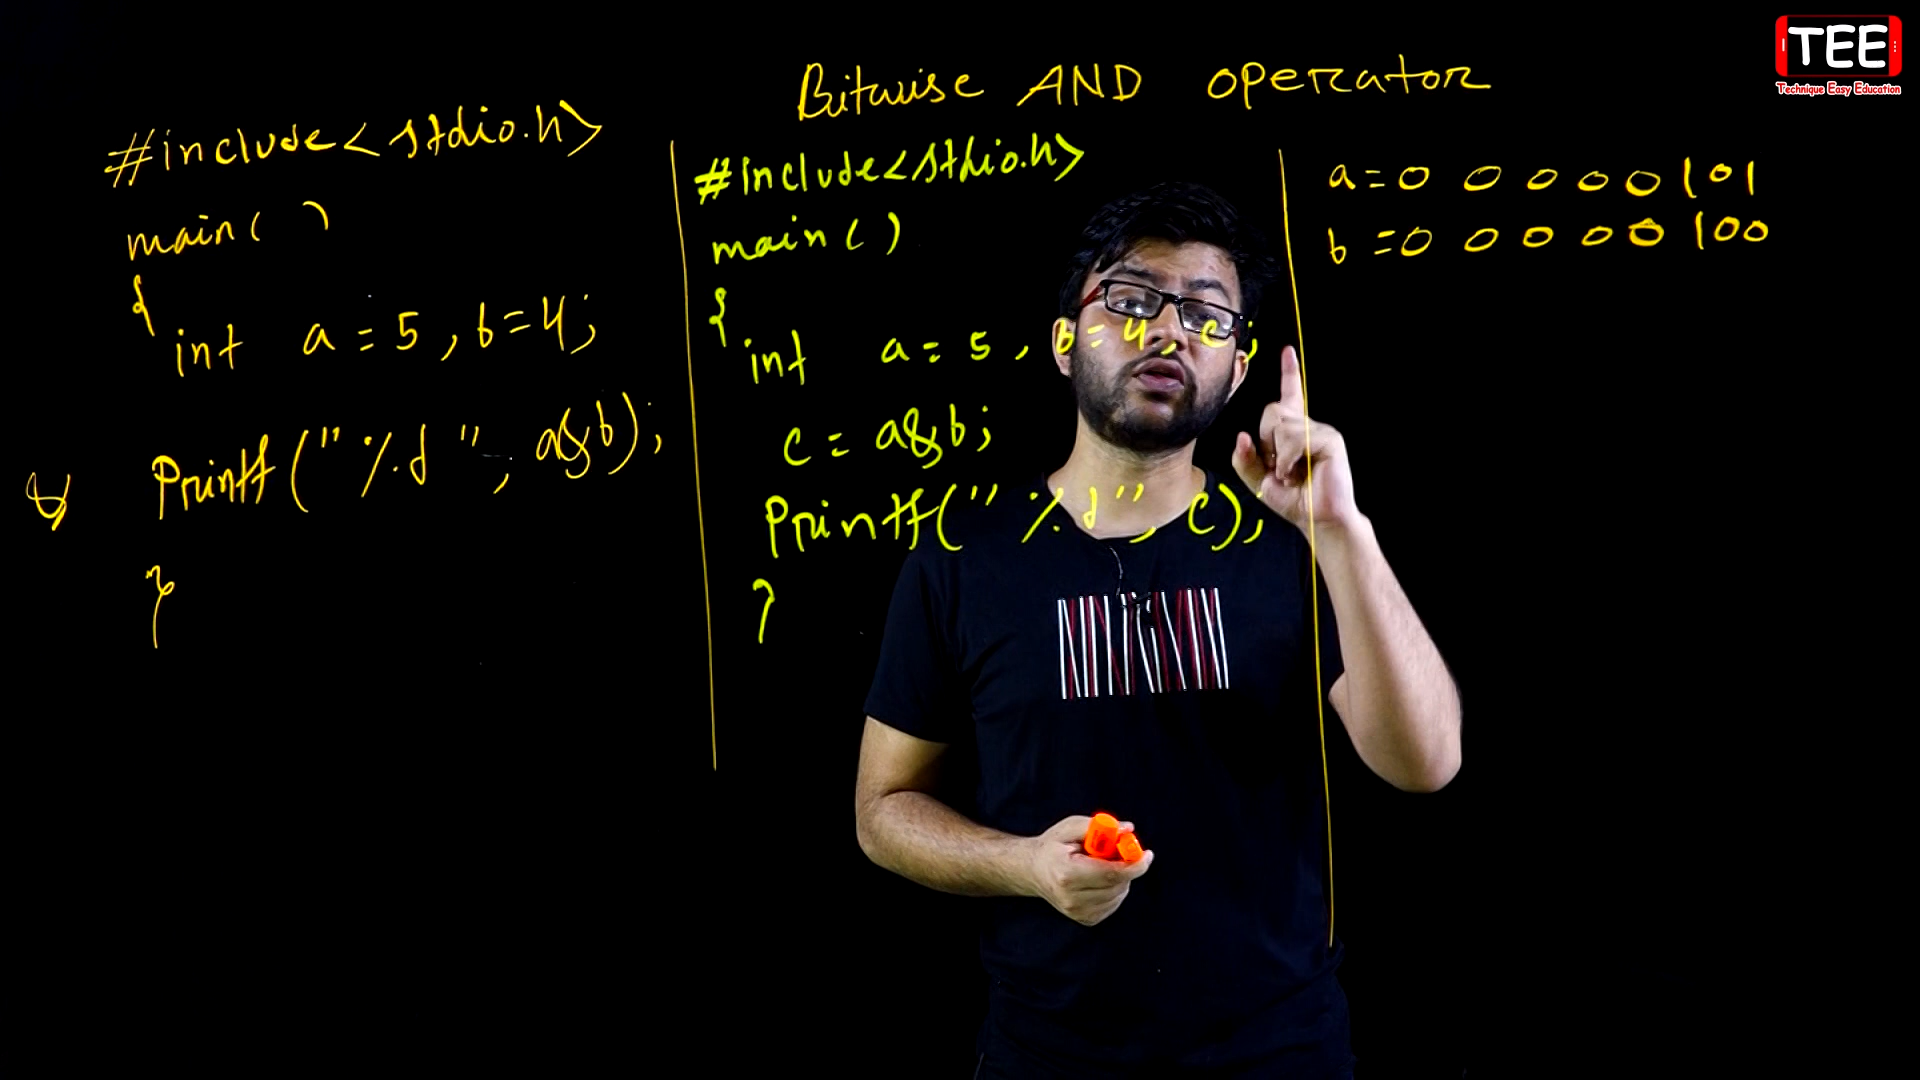 TEE
Technique Easy Education
Bitwise AND operator
#include<stdio.h>
main( )
{
int a=5, b=4;
Printf("%d", a&b);
}
#include<stdio.h>
main( )
{
int a=5, b=4, c;
c = a&b;
Printf("%d", c);
}
a=0 0 0 0 0 1 0 1
b=0 0 0 0 0 1 0 0